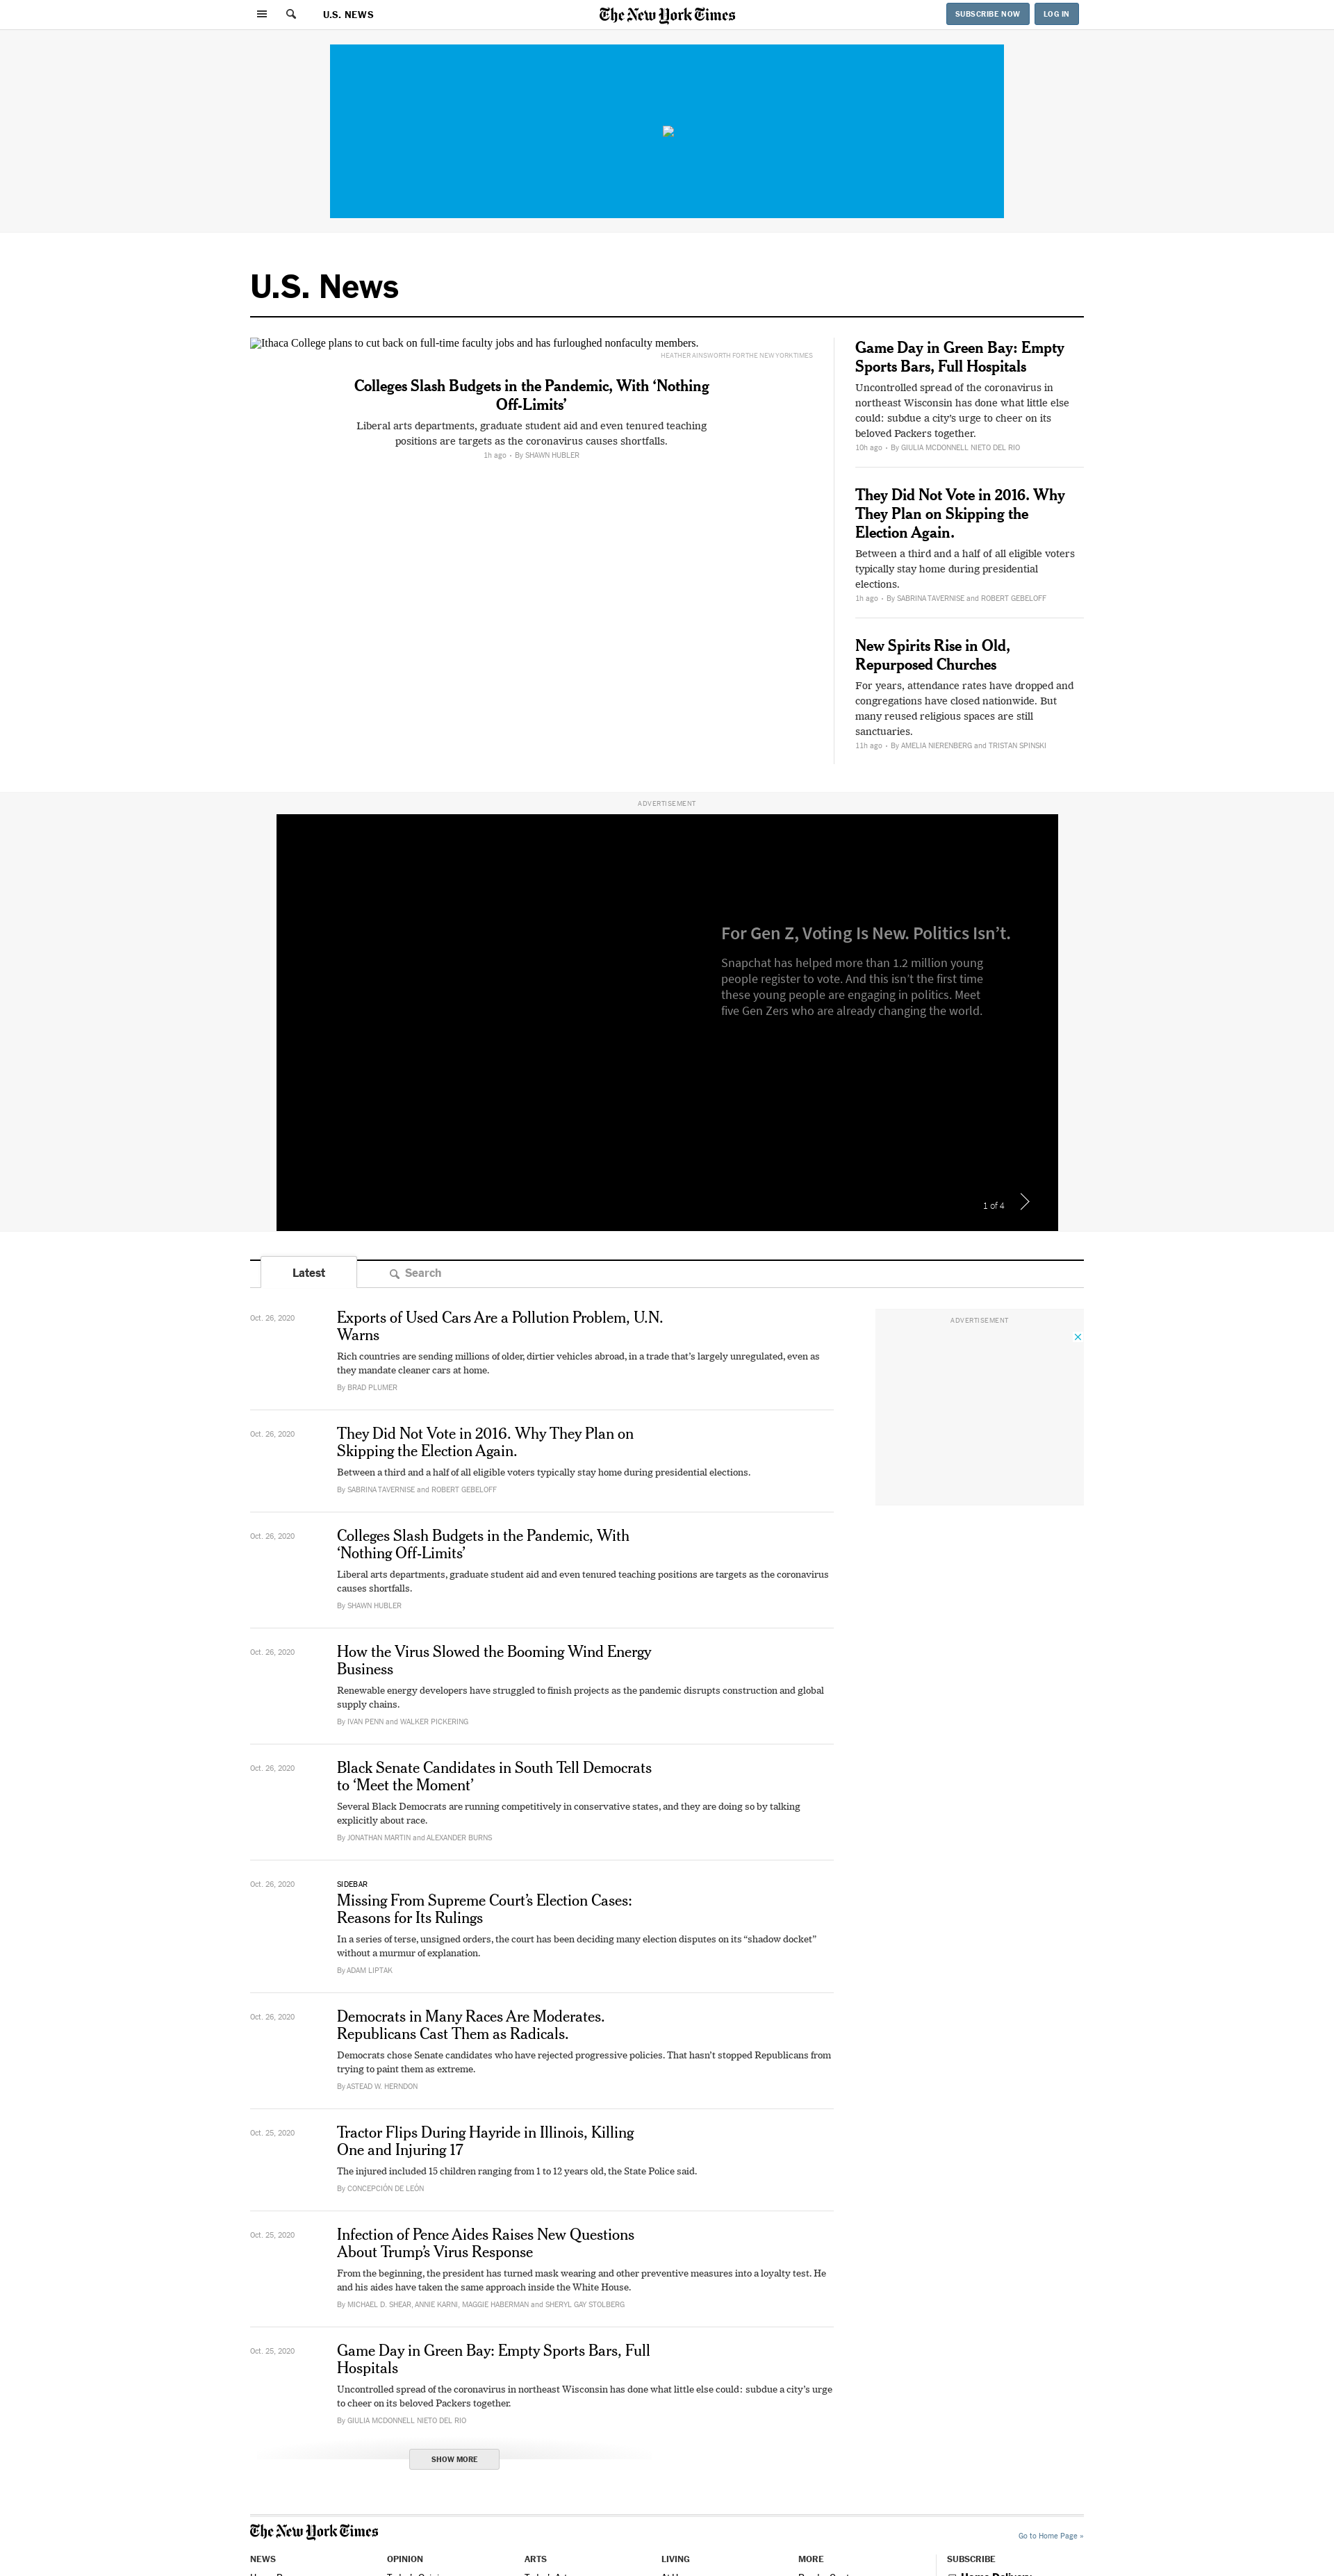 U.S. NEWS
The New York Times
SUBSCRIBE NOW
LOG IN
U.S. News
Ithaca College plans to cut back on full-time faculty jobs and has furloughed nonfaculty members.
HEATHER AINSWORTH FOR THE NEW YORK TIMES
Colleges Slash Budgets in the Pandemic, With ‘Nothing
Off-Limits’
Liberal arts departments, graduate student aid and even tenured teaching
positions are targets as the coronavirus causes shortfalls.
1h ago • By SHAWN HUBLER
Game Day in Green Bay: Empty
Sports Bars, Full Hospitals
Uncontrolled spread of the coronavirus in
northeast Wisconsin has done what little else
could: subdue a city’s urge to cheer on its
beloved Packers together.
10h ago • By GIULIA MCDONNELL NIETO DEL RIO
They Did Not Vote in 2016. Why
They Plan on Skipping the
Election Again.
Between a third and a half of all eligible voters
typically stay home during presidential
elections.
1h ago • By SABRINA TAVERNISE and ROBERT GEBELOFF
New Spirits Rise in Old,
Repurposed Churches
For years, attendance rates have dropped and
congregations have closed nationwide. But
many reused religious spaces are still
sanctuaries.
11h ago • By AMELIA NIERENBERG and TRISTAN SPINSKI
ADVERTISEMENT
For Gen Z, Voting Is New. Politics Isn’t.
Snapchat has helped more than 1.2 million young
people register to vote. And this isn’t the first time
these young people are engaging in politics. Meet
five Gen Zers who are already changing the world.
1 of 4
Latest
Search
ADVERTISEMENT
Oct. 26, 2020
Exports of Used Cars Are a Pollution Problem, U.N.
Warns
Rich countries are sending millions of older, dirtier vehicles abroad, in a trade that’s largely unregulated, even as
they mandate cleaner cars at home.
By BRAD PLUMER
Oct. 26, 2020
They Did Not Vote in 2016. Why They Plan on
Skipping the Election Again.
Between a third and a half of all eligible voters typically stay home during presidential elections.
By SABRINA TAVERNISE and ROBERT GEBELOFF
Oct. 26, 2020
Colleges Slash Budgets in the Pandemic, With
‘Nothing Off-Limits’
Liberal arts departments, graduate student aid and even tenured teaching positions are targets as the coronavirus
causes shortfalls.
By SHAWN HUBLER
Oct. 26, 2020
How the Virus Slowed the Booming Wind Energy
Business
Renewable energy developers have struggled to finish projects as the pandemic disrupts construction and global
supply chains.
By IVAN PENN and WALKER PICKERING
Oct. 26, 2020
Black Senate Candidates in South Tell Democrats
to ‘Meet the Moment’
Several Black Democrats are running competitively in conservative states, and they are doing so by talking
explicitly about race.
By JONATHAN MARTIN and ALEXANDER BURNS
Oct. 26, 2020
SIDEBAR
Missing From Supreme Court’s Election Cases:
Reasons for Its Rulings
In a series of terse, unsigned orders, the court has been deciding many election disputes on its “shadow docket”
without a murmur of explanation.
By ADAM LIPTAK
Oct. 26, 2020
Democrats in Many Races Are Moderates.
Republicans Cast Them as Radicals.
Democrats chose Senate candidates who have rejected progressive policies. That hasn’t stopped Republicans from
trying to paint them as extreme.
By ASTEAD W. HERNDON
Oct. 25, 2020
Tractor Flips During Hayride in Illinois, Killing
One and Injuring 17
The injured included 15 children ranging from 1 to 12 years old, the State Police said.
By CONCEPCIÓN DE LEÓN
Oct. 25, 2020
Infection of Pence Aides Raises New Questions
About Trump’s Virus Response
From the beginning, the president has turned mask wearing and other preventive measures into a loyalty test. He
and his aides have taken the same approach inside the White House.
By MICHAEL D. SHEAR, ANNIE KARNI, MAGGIE HABERMAN and SHERYL GAY STOLBERG
Oct. 25, 2020
Game Day in Green Bay: Empty Sports Bars, Full
Hospitals
Uncontrolled spread of the coronavirus in northeast Wisconsin has done what little else could: subdue a city’s urge
to cheer on its beloved Packers together.
By GIULIA MCDONNELL NIETO DEL RIO
SHOW MORE
The New York Times
Go to Home Page »
NEWS
OPINION
ARTS
LIVING
MORE
SUBSCRIBE